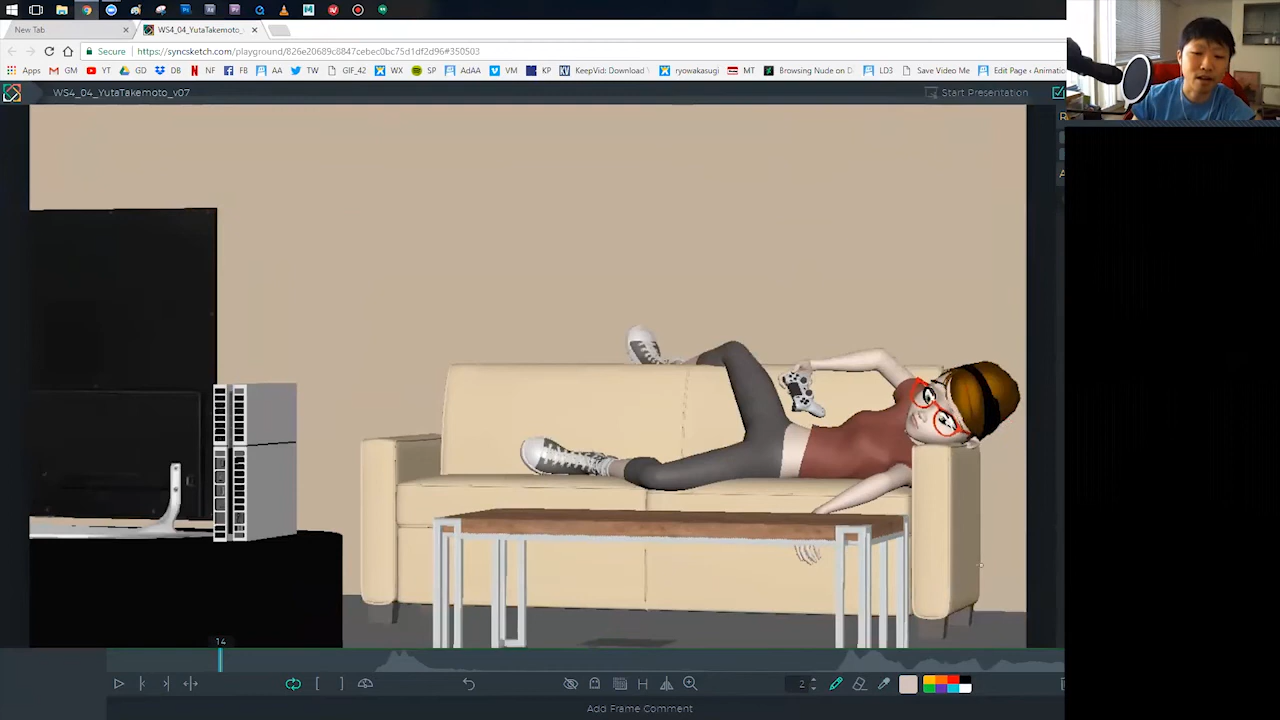 New Tab
WS4_04_YutaTakemoto_
Secure
https://syncsketch.com/playground/826e20689c8847cebec0bc75d1df2d96#350503
Apps GM YT GD DB NF FB AA TW GIF_42 WX SP AdAA VM KP KeepVid: Download ryowakasugi MT Browsing Nude on D LD3 Save Video Me Edit Page ‹ Animatio
WS4_04_YutaTakemoto_v07
Start Presentation
14
2
Add Frame Comment